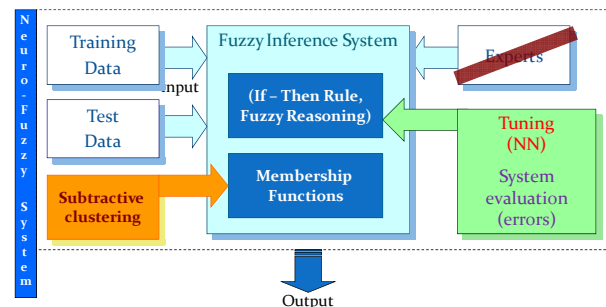 Neuro-Fuzzy System
Training
Data
Input
Test
Data
Subtractive
clustering
Fuzzy Inference System
(If – Then Rule,
Fuzzy Reasoning)
Membership
Functions
Experts
Tuning
(NN)
System
evaluation
(errors)
Output